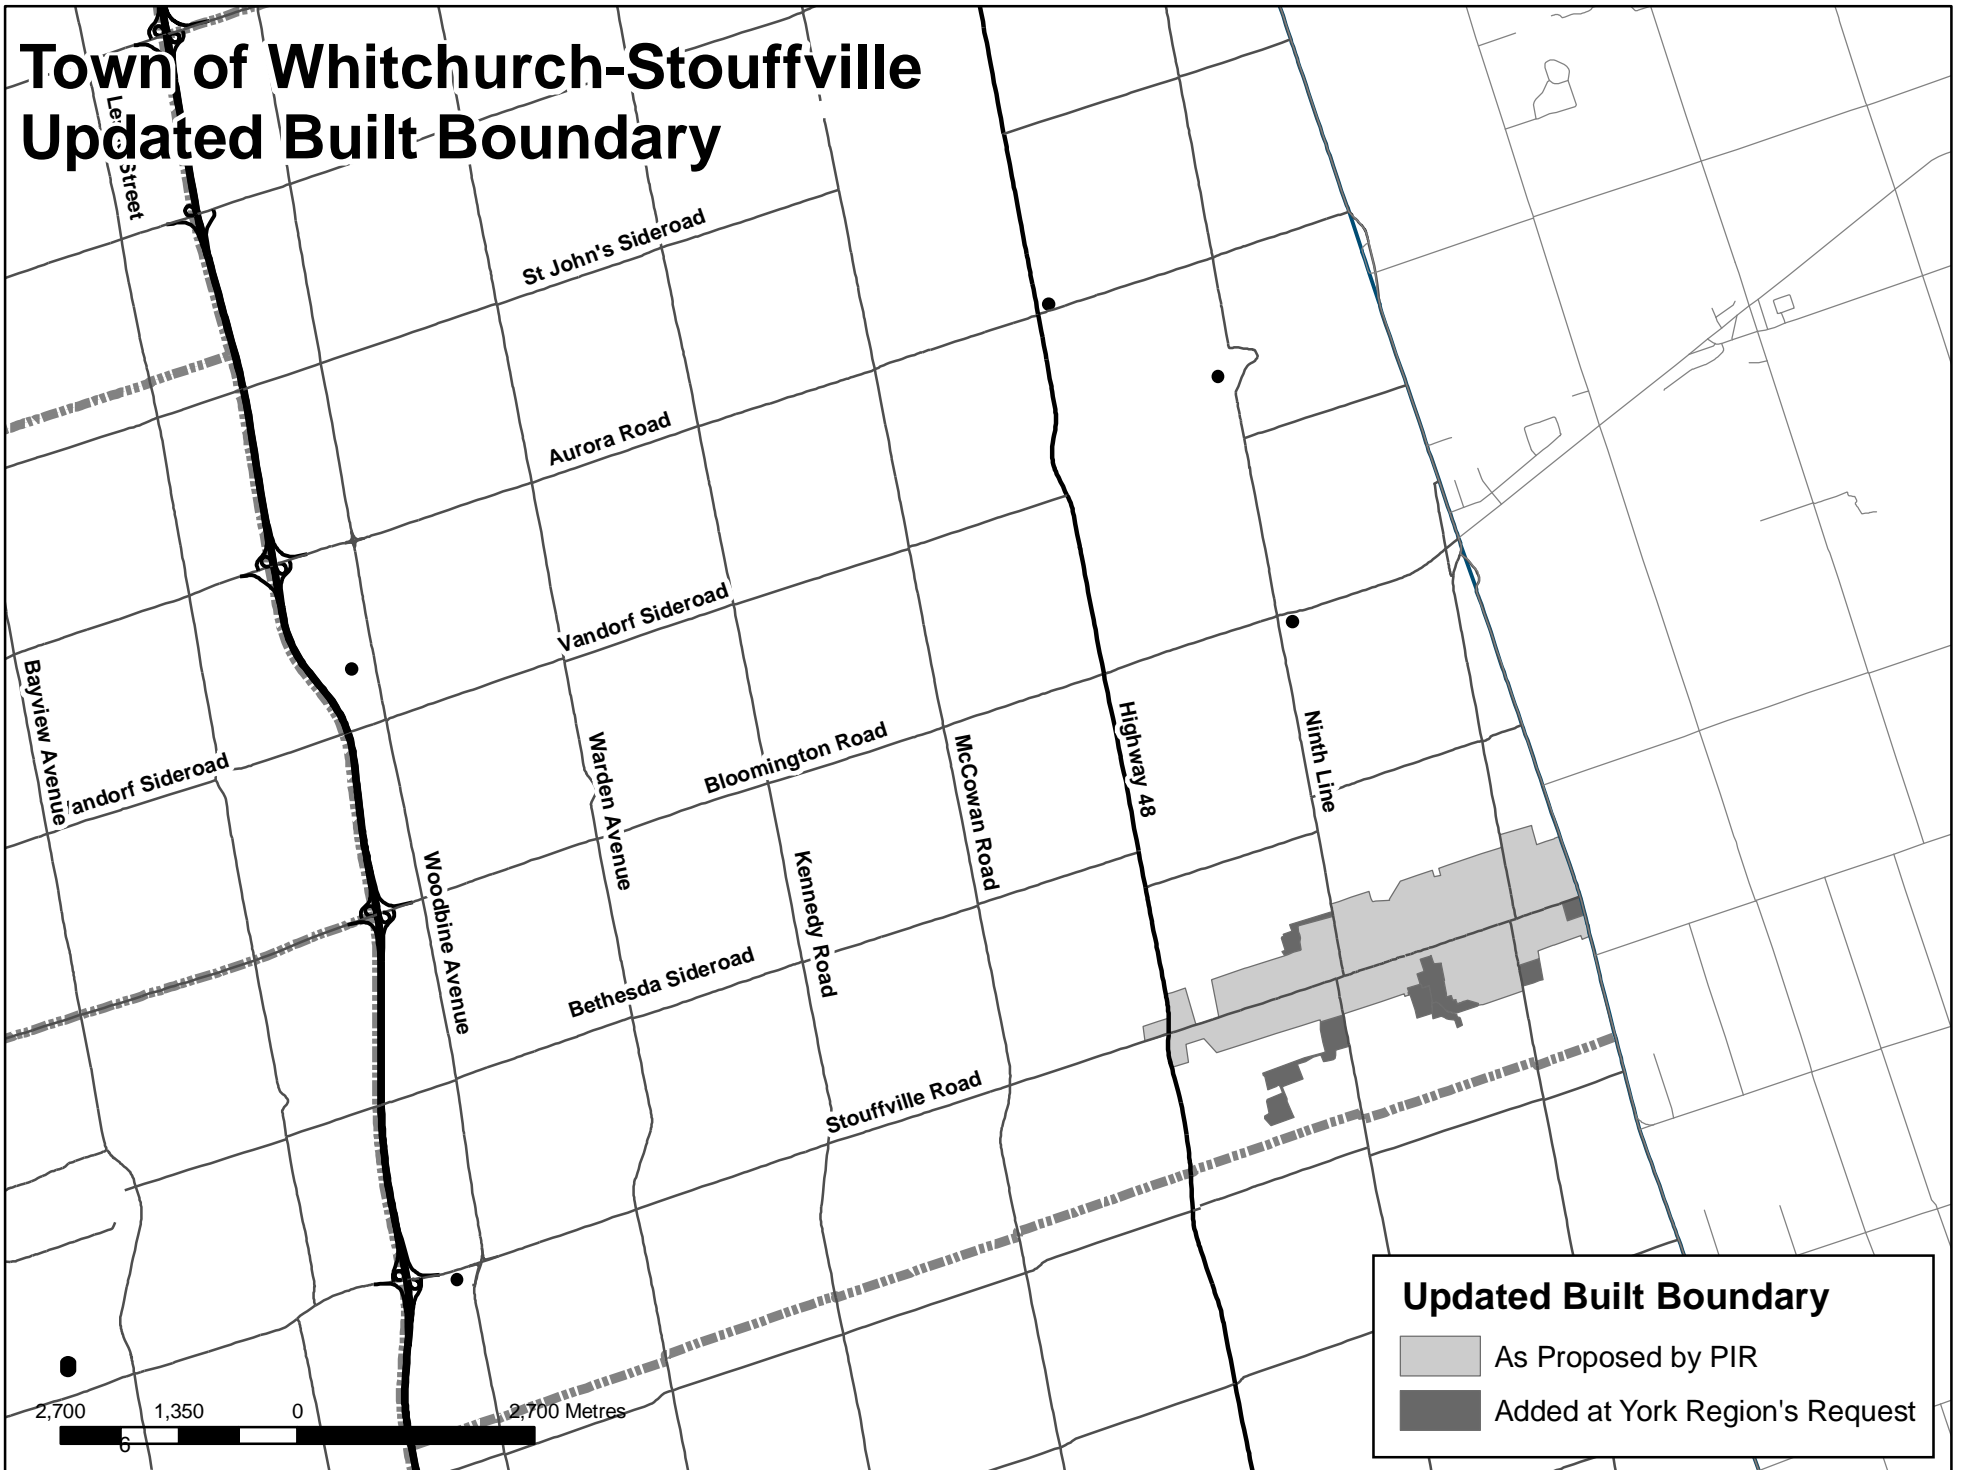 Town of Whitchurch-Stouffville
Updated Built Boundary
Street
St John's Sideroad
Aurora Road
Vandorf Sideroad
Bayview Avenue
andorf Sideroad
Warden Avenue
Bloomington Road
McCowan Road
Highway 48
Ninth Line
Woodbine Avenue
Kennedy Road
Bethesda Sideroad
Stouffville Road
Updated Built Boundary
As Proposed by PIR
Added at York Region's Request
2,700 1,350 0 2,700 Metres
6